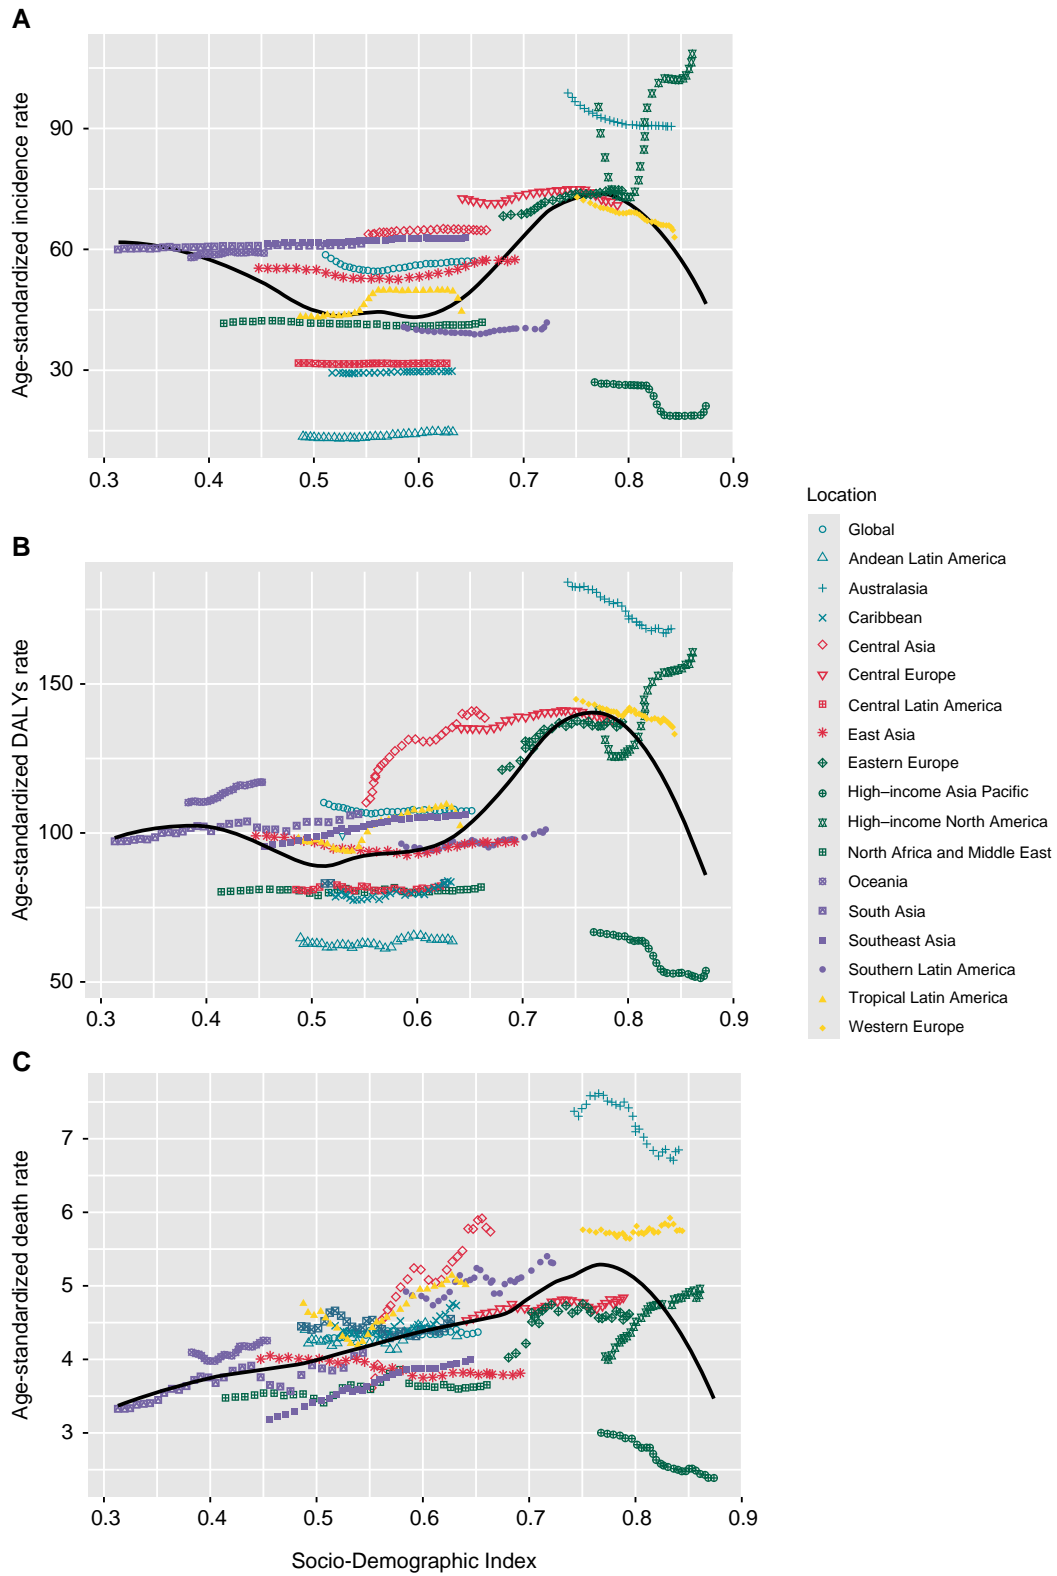 A
Age-standardized incidence rate
90
60
30
0.3 0.4 0.5 0.6 0.7 0.8 0.9
B
Age-standardized DALYs rate
150
100
50
0.3 0.4 0.5 0.6 0.7 0.8 0.9
C
Age-standardized death rate
7
6
5
4
3
0.3 0.4 0.5 0.6 0.7 0.8 0.9
Socio-Demographic Index
Location
Global
Andean Latin America
Australasia
Caribbean
Central Asia
Central Europe
Central Latin America
East Asia
Eastern Europe
High–income Asia Pacific
High–income North America
North Africa and Middle East
Oceania
South Asia
Southeast Asia
Southern Latin America
Tropical Latin America
Western Europe